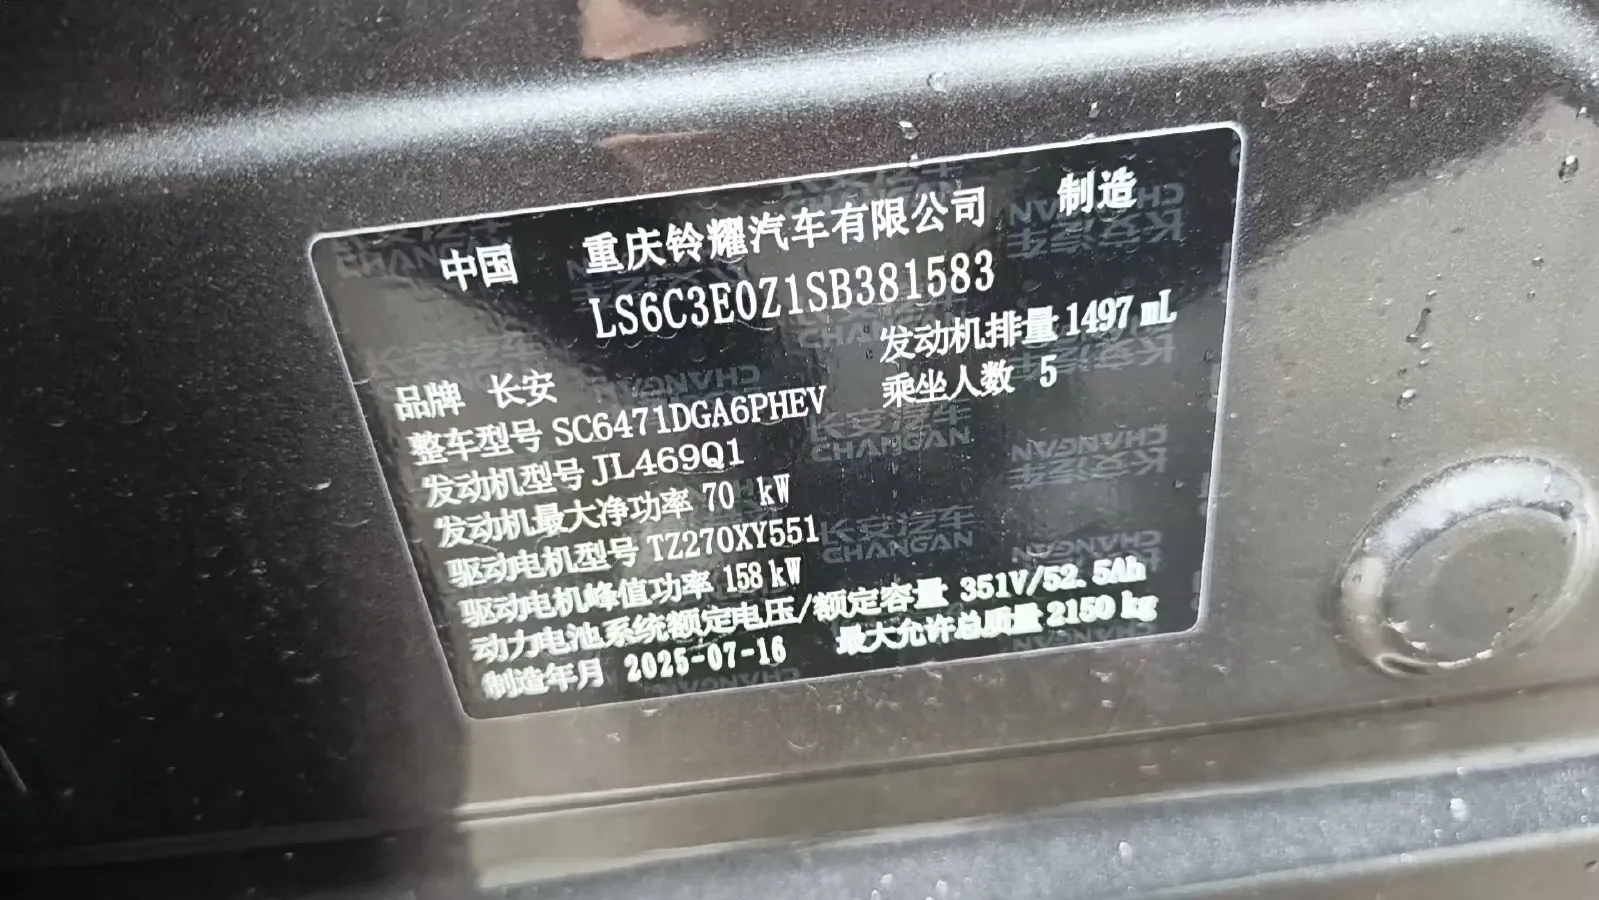 中国 重庆铃耀汽车有限公司 制造
LS6C3E0Z1SB381583
品牌 长安 发动机排量 1497 mL
整车型号 SC6471DGA6PHEV 乘坐人数 5
发动机型号 JL469Q1
发动机最大净功率 70 kW
驱动电机型号 TZ270XY551
驱动电机峰值功率 158 kW
动力电池系统额定电压/额定容量 351V/52.5Ah
制造年月 2025-07-16 最大允许总质量 2150 kg